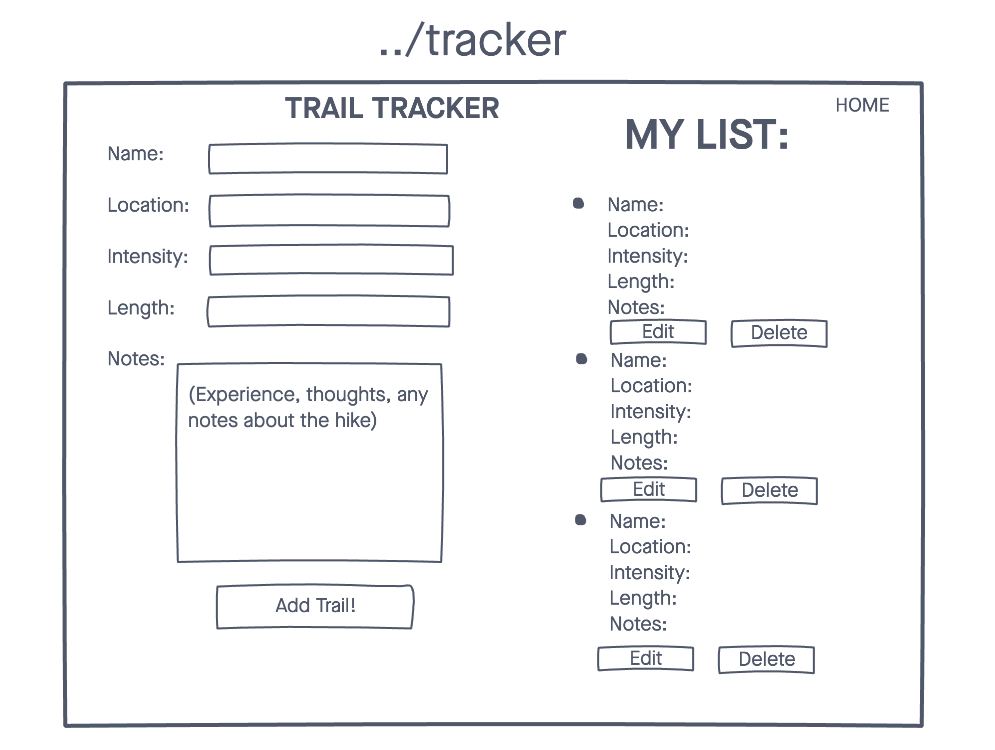 ../tracker
TRAIL TRACKER
Name:
Location:
Intensity:
Length:
Notes:
(Experience, thoughts, any
notes about the hike)
Add Trail!
HOME
MY LIST:
Name:
Location:
Intensity:
Length:
Notes:
Edit Delete
Name:
Location:
Intensity:
Length:
Notes:
Edit Delete
Name:
Location:
Intensity:
Length:
Notes:
Edit Delete